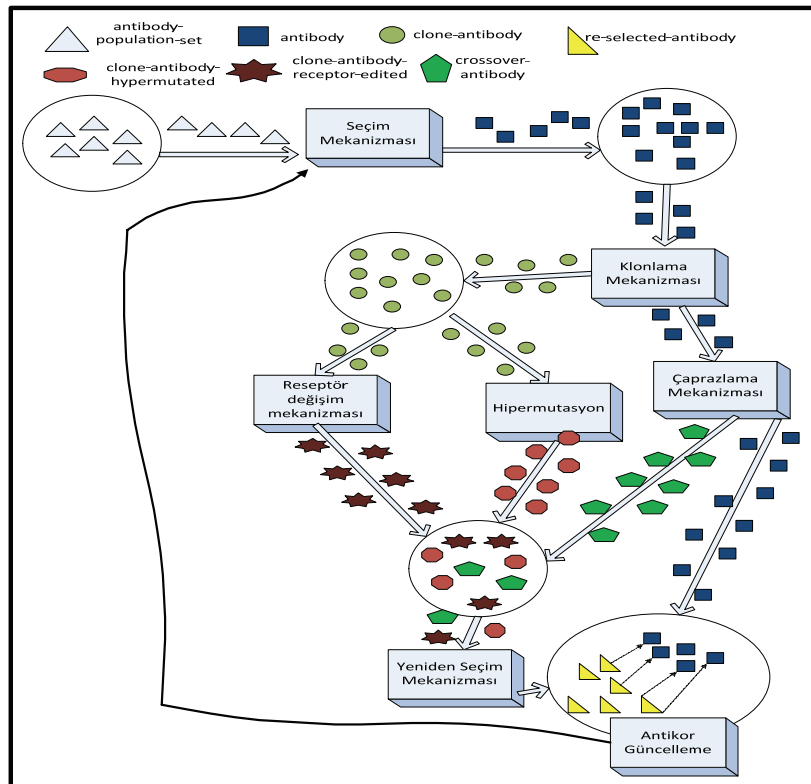 antibody-
population-set
antibody
clone-antibody
re-selected-antibody
clone-antibody-
hypermutated
clone-antibody-
receptor-edited
crossover-
antibody
Seçim
Mekanizması
Klonlama
Mekanizması
Reseptör
değişim
mekanizması
Hipermutasyon
Çaprazlama
Mekanizması
Yeniden Seçim
Mekanizması
Antikor
Güncelleme